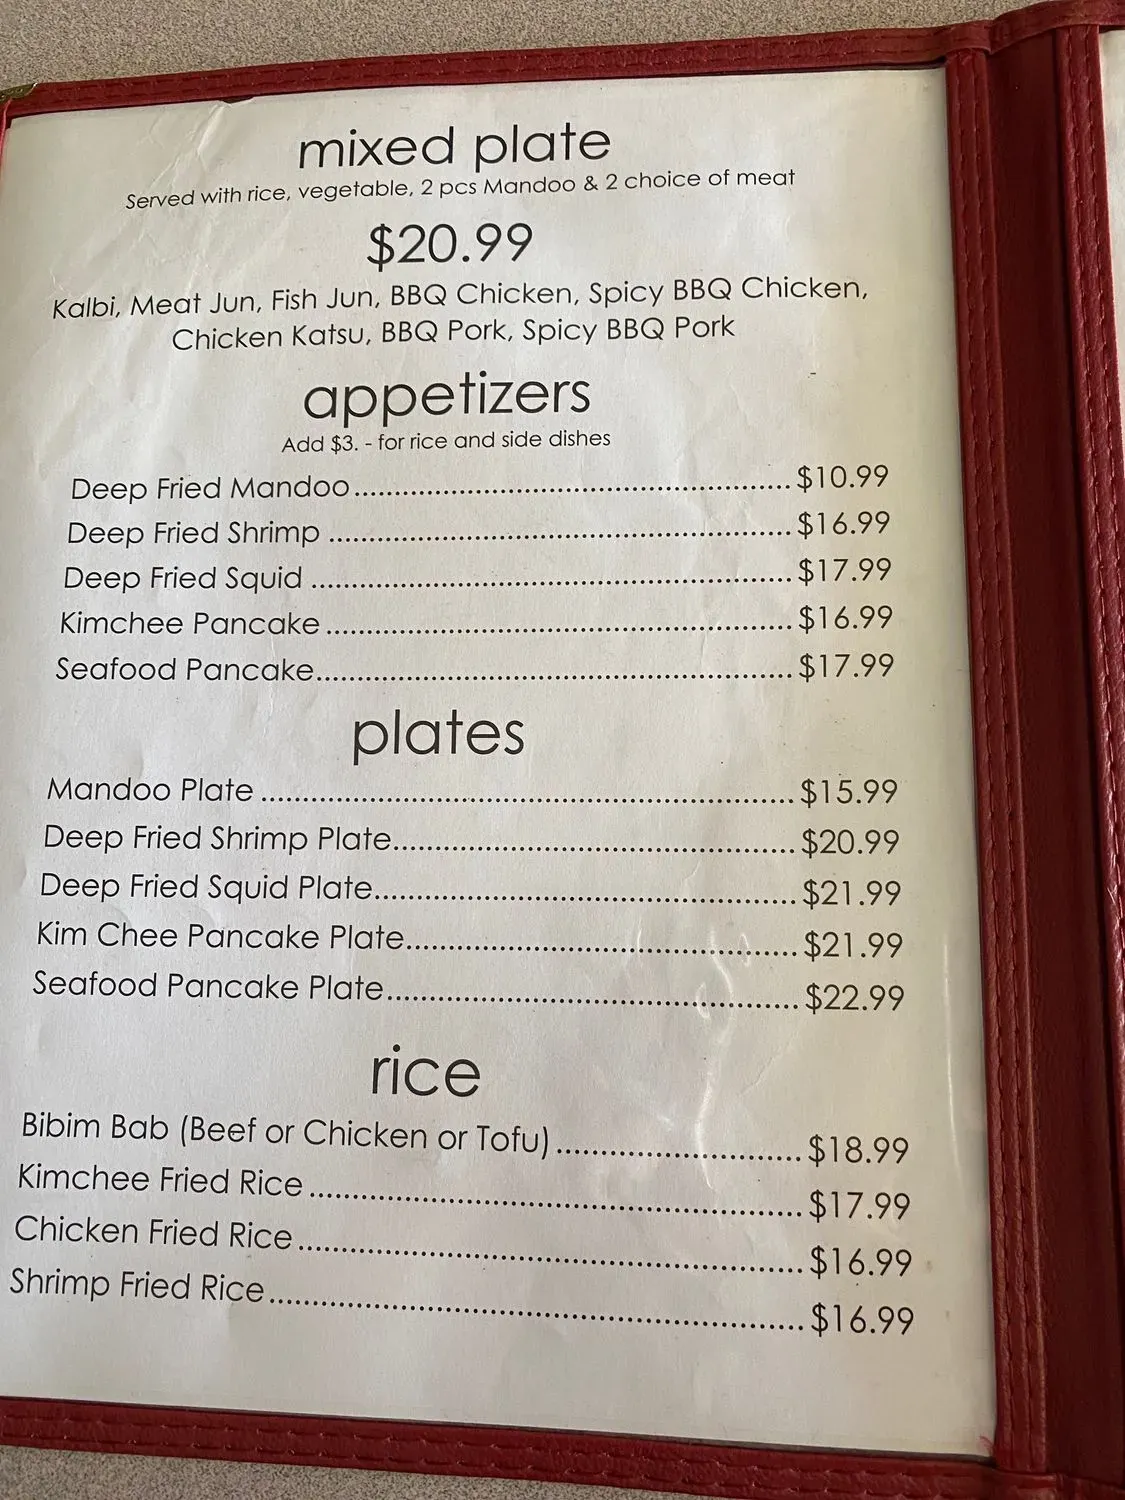 mixed plate
Served with rice, vegetable, 2 pcs Mandoo & 2 choice of meat
$20.99
Kalbi, Meat Jun, Fish Jun, BBQ Chicken, Spicy BBQ Chicken,
Chicken Katsu, BBQ Pork, Spicy BBQ Pork
appetizers
Add $3. - for rice and side dishes
Deep Fried Mandoo.......................................................$10.99
Deep Fried Shrimp .........................................................$16.99
Deep Fried Squid ............................................................$17.99
Kimchee Pancake ..........................................................$16.99
Seafood Pancake............................................................$17.99
plates
Mandoo Plate ..................................................................$15.99
Deep Fried Shrimp Plate..................................................$20.99
Deep Fried Squid Plate....................................................$21.99
Kim Chee Pancake Plate................................................$21.99
Seafood Pancake Plate..................................................$22.99
rice
Bibim Bab (Beef or Chicken or Tofu) ..............................$18.99
Kimchee Fried Rice ..........................................................$17.99
Chicken Fried Rice ...........................................................$16.99
Shrimp Fried Rice ..............................................................$16.99